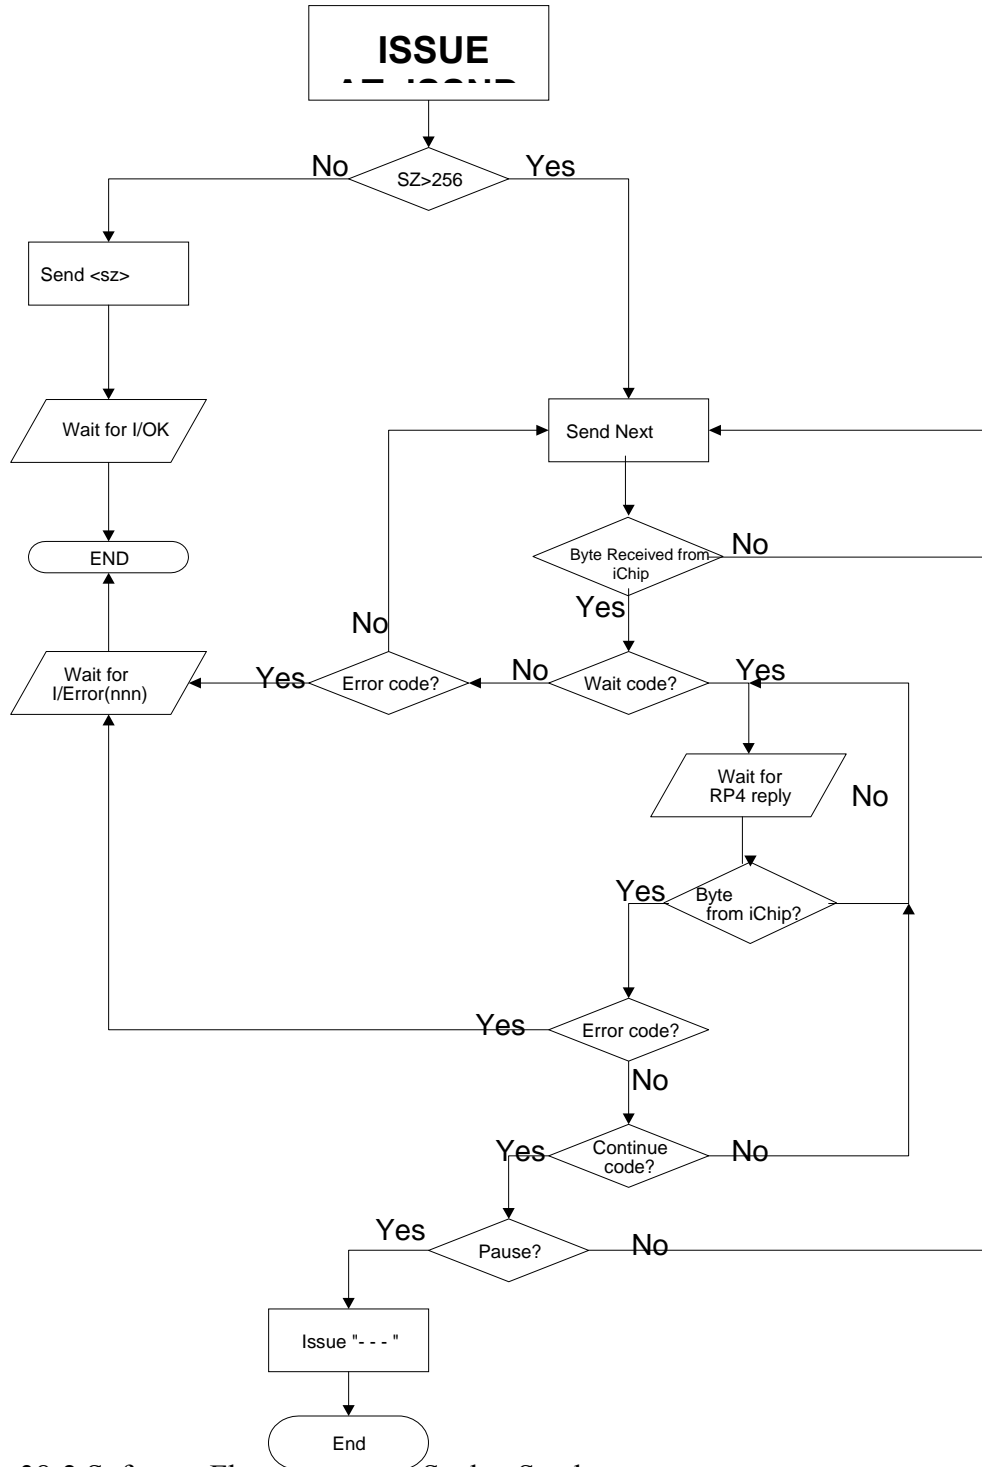 ISSUE
No
Yes
SZ>256
Send <sz>
Wait for I/OK
Send Next
END
Byte Received from
iChip
No
Yes
No
Wait for
I/Error(nnn)
Yes
Error code?
No
Wait code?
Yes
Wait for
RP4 reply
No
Yes
Byte
from iChip?
Yes
Error code?
No
Yes
Continue
code?
No
Yes
Pause?
No
Issue "- - - "
End